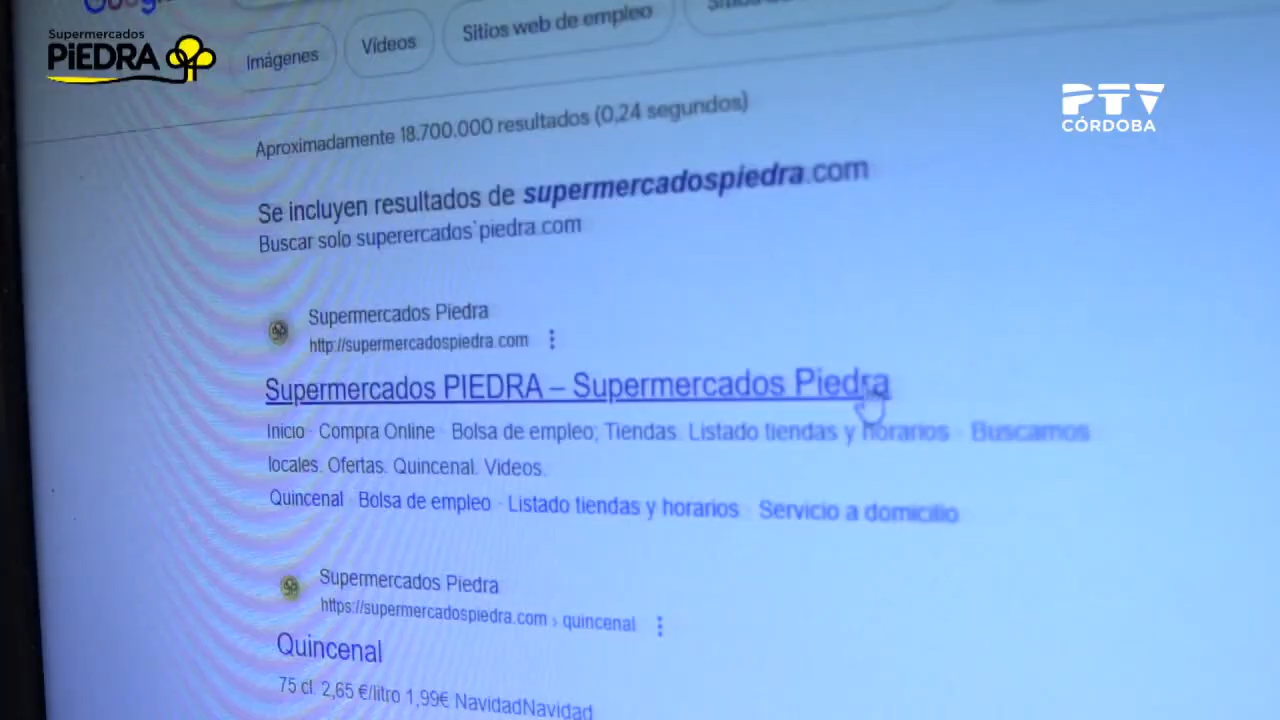 Supermercados
PiEDRA
PTV
CÓRDOBA
Google
Imágenes
Vídeos
Sitios web de empleo
Aproximadamente 18.700.000 resultados (0,24 segundos)
Se incluyen resultados de supermercadospiedra.com
Buscar solo superercados`piedra.com
Supermercados Piedra
http://supermercadospiedra.com
Supermercados PIEDRA – Supermercados Piedra
Inicio · Compra Online · Bolsa de empleo; Tiendas. Listado tiendas y horarios · Buscamos
locales. Ofertas. Quincenal. Videos.
Quincenal · Bolsa de empleo · Listado tiendas y horarios · Servicio a domicilio
Supermercados Piedra
https://supermercadospiedra.com › quincenal
Quincenal
75 cl. 2,65 €/litro 1,99€ NavidadNavidad